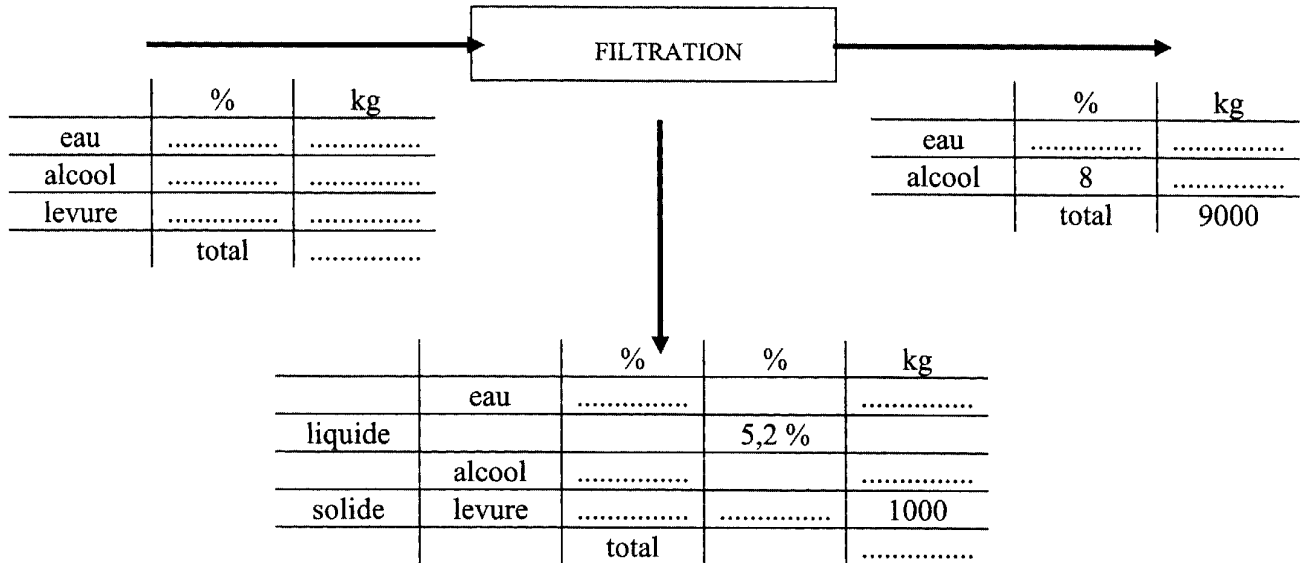 FILTRATION
% kg
eau .............. ..............
alcool .............. ..............
levure .............. ..............
total ..............
% kg
eau .............. ..............
alcool 8 ..............
total 9000
% % kg
eau .............. ..............
liquide 5,2 %
alcool .............. ..............
solide levure .............. .............. 1000
total ..............